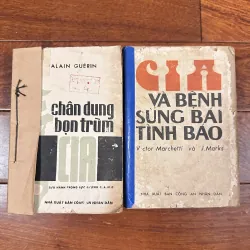 ALAIN GUÉRIN
chân dung
bọn trùm
CIA
NHÀ XUẤT BẢN CÔNG AN NHÂN DÂN
CIA
VÀ BỆNH
SÙNG BÁI
TÌNH BÁO
Victor Marchetti và J.Marks
NHÀ XUẤT BẢN CÔNG AN NHÂN DÂN